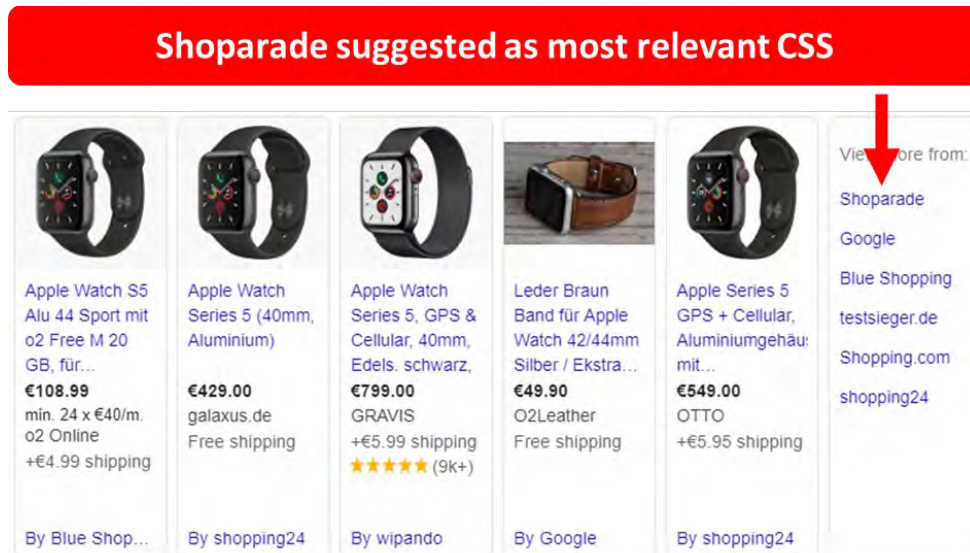 Shoparade suggested as most relevant CSS
Apple Watch S5
Alu 44 Sport mit
o2 Free M 20
GB, für...
€108.99
min. 24 x €40/m.
o2 Online
+€4.99 shipping
By Blue Shop...
Apple Watch
Series 5 (40mm,
Aluminium)
€429.00
galaxus.de
Free shipping
By shopping24
Apple Watch
Series 5, GPS &
Cellular, 40mm,
Edels. schwarz,
€799.00
GRAVIS
+€5.99 shipping
(9k+)
By wipando
Leder Braun
Band für Apple
Watch 42/44mm
Silber / Ekstra...
€49.90
O2Leather
Free shipping
By Google
Apple Series 5
GPS + Cellular,
Aluminiumgehäu
mit...
€549.00
OTTO
+€5.95 shipping
By shopping24
from:
Shoparade
Google
Blue Shopping
testsieger.de
Shopping.com
shopping24